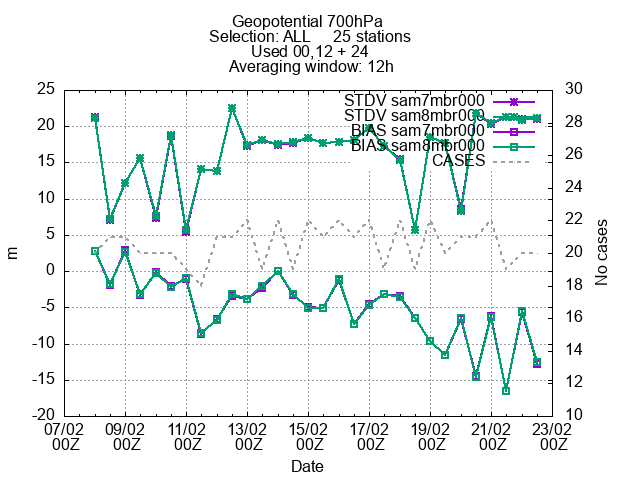 Geopotential 700hPa
Selection: ALL 25 stations
Used 00,12 + 24
Averaging window: 12h
25 30
STDV sam7mbr000
STDV sam8mbr000
BIAS sam7mbr000
BIAS sam8mbr000
CASES
20 28
15 26
10 24
5 22
0 20
-5 18
-10 16
-15 14
-20 12
10
m
No cases
07/02 09/02 11/02 13/02 15/02 17/02 19/02 21/02 23/02
00Z 00Z 00Z 00Z 00Z 00Z 00Z 00Z 00Z
Date